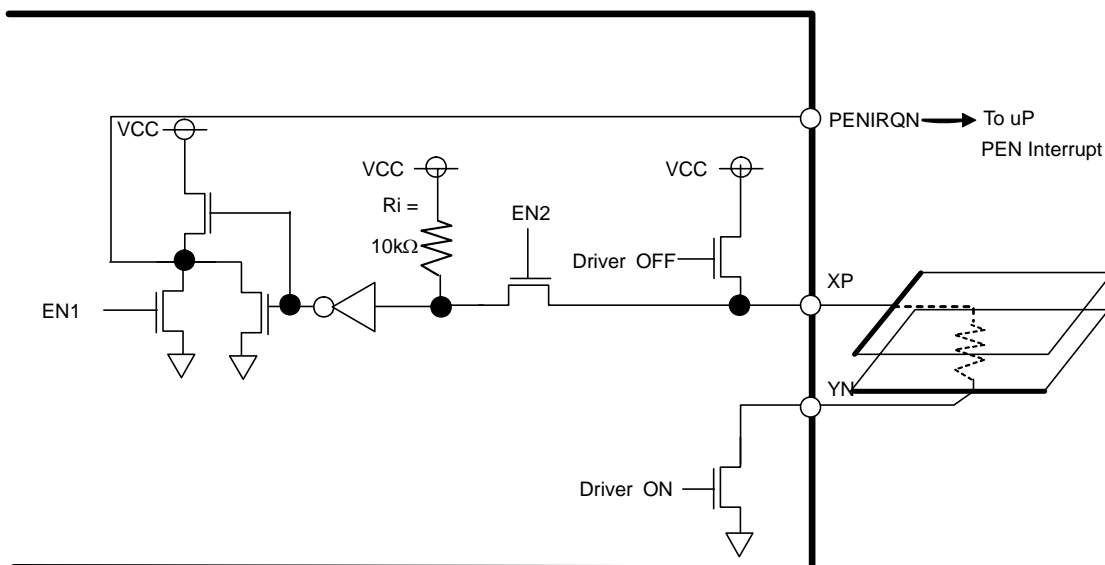 PENIRQN
To uP
PEN Interrupt
VCC
VCC
VCC
Ri =
10kΩ
EN2
Driver OFF
XP
EN1
YN
Driver ON